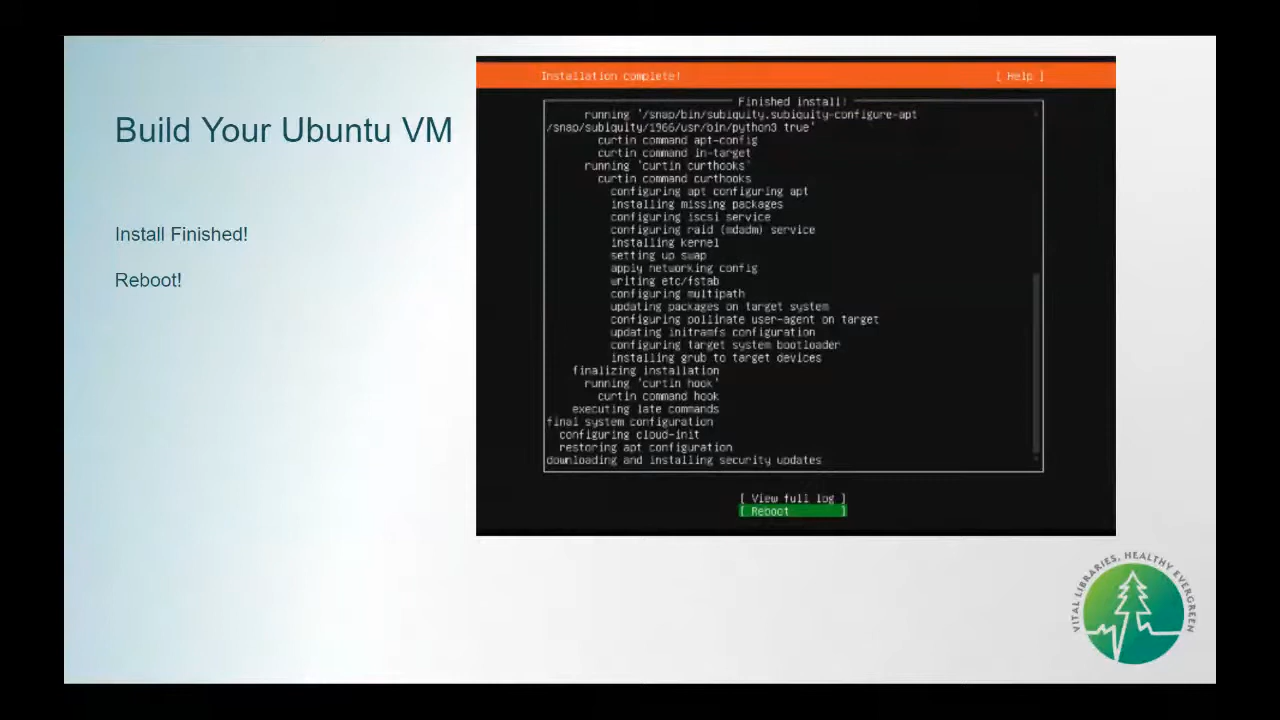 Build Your Ubuntu VM
Install Finished!
Reboot!
Installation complete! [ Help ]
Finished install!
running '/snap/bin/subiquity.subiquity-configure-apt
/snap/subiquity/1966/usr/bin/python3 true'
curtin command apt-config
curtin command in-target
running 'curtin curthooks'
curtin command curthooks
configuring apt configuring apt
installing missing packages
configuring iscsi service
configuring raid (mdadm) service
installing kernel
setting up swap
apply networking config
writing etc/fstab
configuring multipath
updating packages on target system
configuring pollinate user-agent on target
updating initramfs configuration
configuring target system bootloader
installing grub to target devices
finalizing installation
running 'curtin hook'
curtin command hook
executing late commands
final system configuration
configuring cloud-init
restoring apt configuration
downloading and installing security updates
[ View full log ]
[ Reboot ]
VITAL LIBRARIES, HEALTHY EVERGREEN